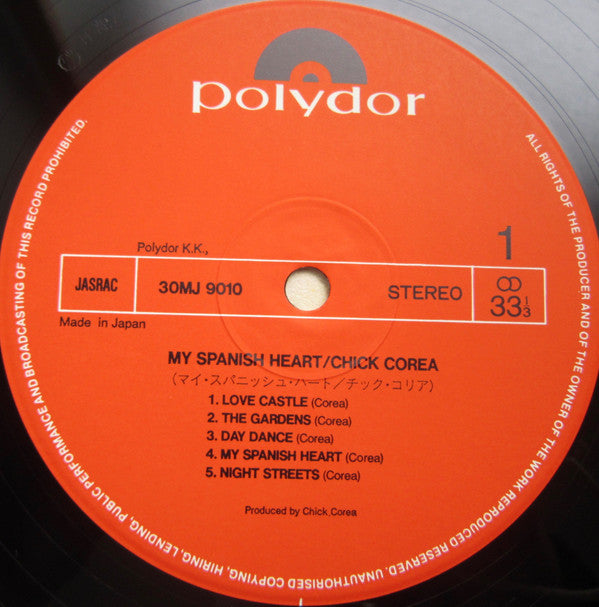 polydor
1
Polydor K.K.,
JASRAC
30MJ 9010
STEREO
33 1/3
Made in Japan
MY SPANISH HEART/CHICK COREA
(マイ・スパニッシュ・ハート／チック・コリア)
1. LOVE CASTLE (Corea)
2. THE GARDENS (Corea)
3. DAY DANCE (Corea)
4. MY SPANISH HEART (Corea)
5. NIGHT STREETS (Corea)
Produced by Chick.Corea
ALL RIGHTS OF THE PRODUCER AND OF THE OWNER OF THE WORK REPRODUCED RESERVED. UNAUTHORISED COPYING, HIRING, LENDING, PUBLIC PERFORMANCE AND BROADCASTING OF THIS RECORD PROHIBITED.